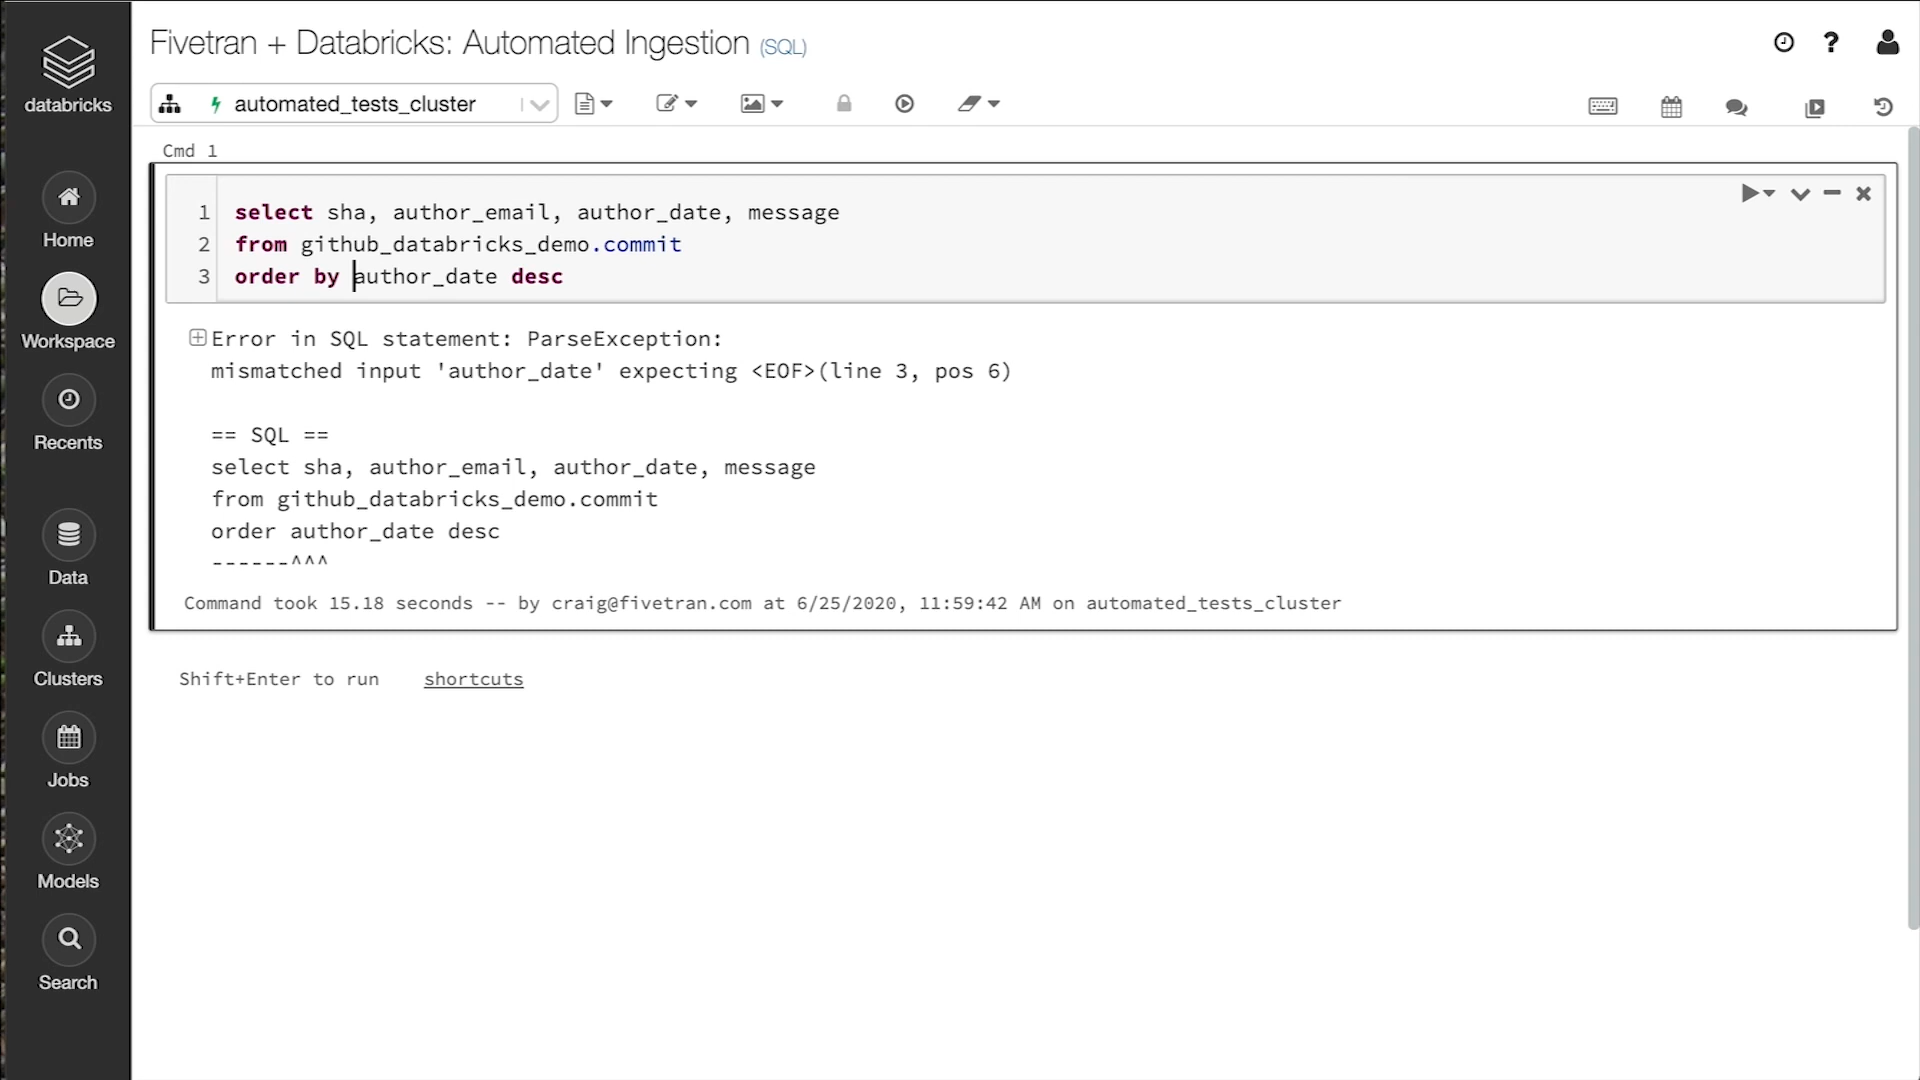 Fivetran + Databricks: Automated Ingestion (SQL)
databricks
automated_tests_cluster
Home
Workspace
Recents
Data
Clusters
Jobs
Models
Search
Cmd 1
1 select sha, author_email, author_date, message
2 from github_databricks_demo.commit
3 order by author_date desc
Error in SQL statement: ParseException:
mismatched input 'author_date' expecting <EOF>(line 3, pos 6)
== SQL ==
select sha, author_email, author_date, message
from github_databricks_demo.commit
order author_date desc
------^^^
Command took 15.18 seconds -- by craig@fivetran.com at 6/25/2020, 11:59:42 AM on automated_tests_cluster
Shift+Enter to run shortcuts